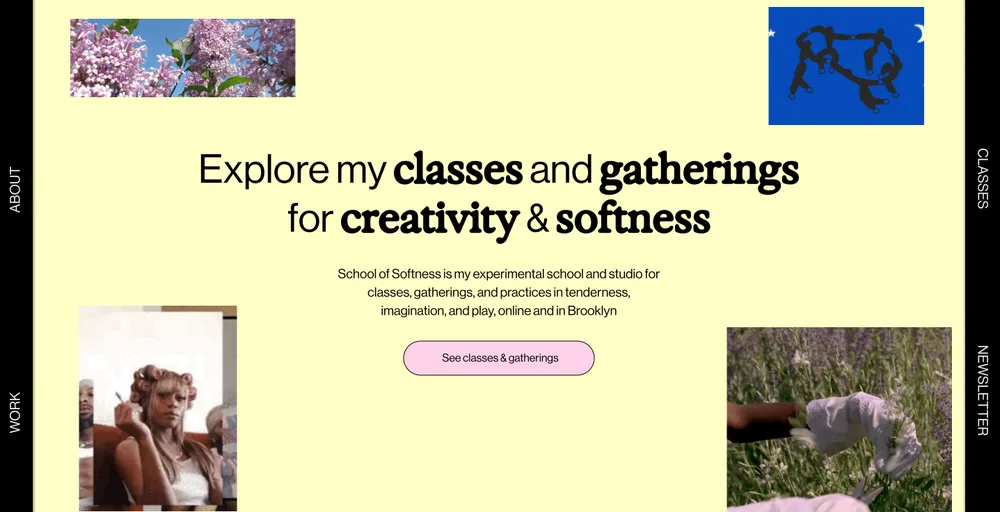 ABOUT
WORK
Explore my classes and gatherings
for creativity & softness
School of Softness is my experimental school and studio for
classes, gatherings, and practices in tenderness,
imagination, and play, online and in Brooklyn
See classes & gatherings
CLASSES
NEWSLETTER